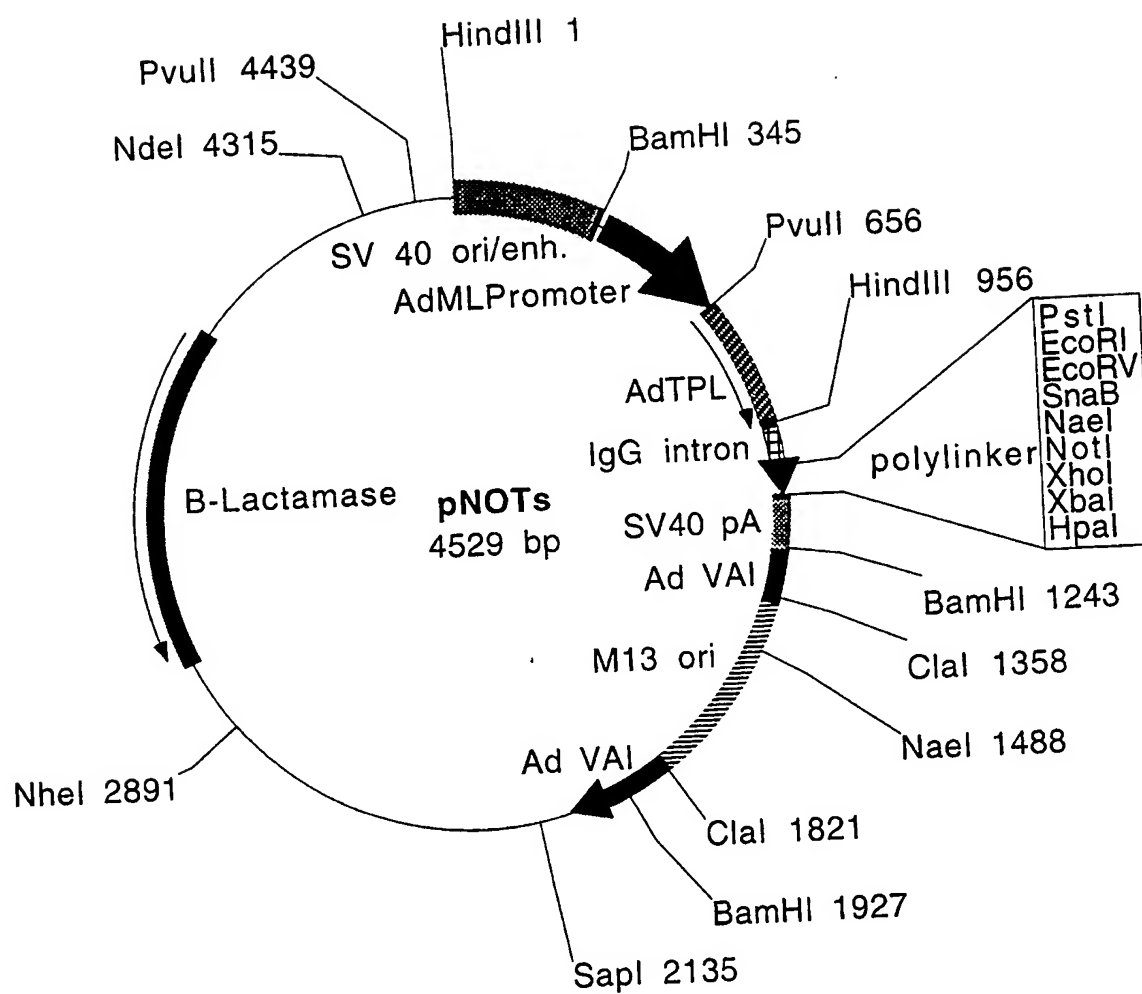 HindIII 1
PvuII 4439
NdeI 4315
BamHI 345
PvuII 656
SV 40 ori/enh.
AdMLPromoter
HindIII 956
PstI
EcoRI
EcoRV
SnaB
NaeI
NotI
XhoI
XbaI
HpaI
AdTPL
IgG intron
polylinker
B-Lactamase
pNOTs
4529 bp
SV40 pA
Ad VAI
BamHI 1243
M13 ori
ClaI 1358
NaeI 1488
Ad VAI
NheI 2891
ClaI 1821
BamHI 1927
SapI 2135